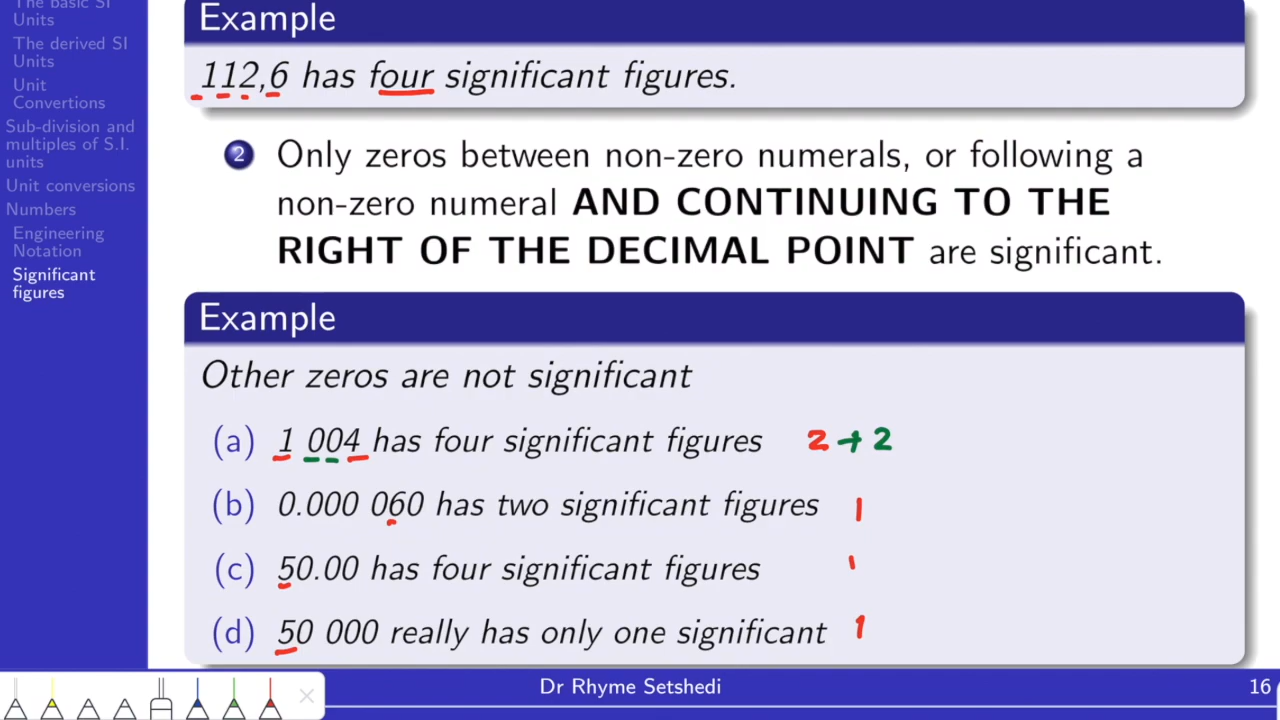 The basic SI
Units
The derived SI
Units
Unit
Convertions
Sub-division and
multiples of S.I.
units
Unit conversions
Numbers
Engineering
Notation
Significant
figures
Example
112,6 has four significant figures.
2 Only zeros between non-zero numerals, or following a
non-zero numeral AND CONTINUING TO THE
RIGHT OF THE DECIMAL POINT are significant.
Example
Other zeros are not significant
(a) 1 004 has four significant figures 2+2
(b) 0.000 060 has two significant figures 1
(c) 50.00 has four significant figures 1
(d) 50 000 really has only one significant 1
Dr Rhyme Setshedi 16